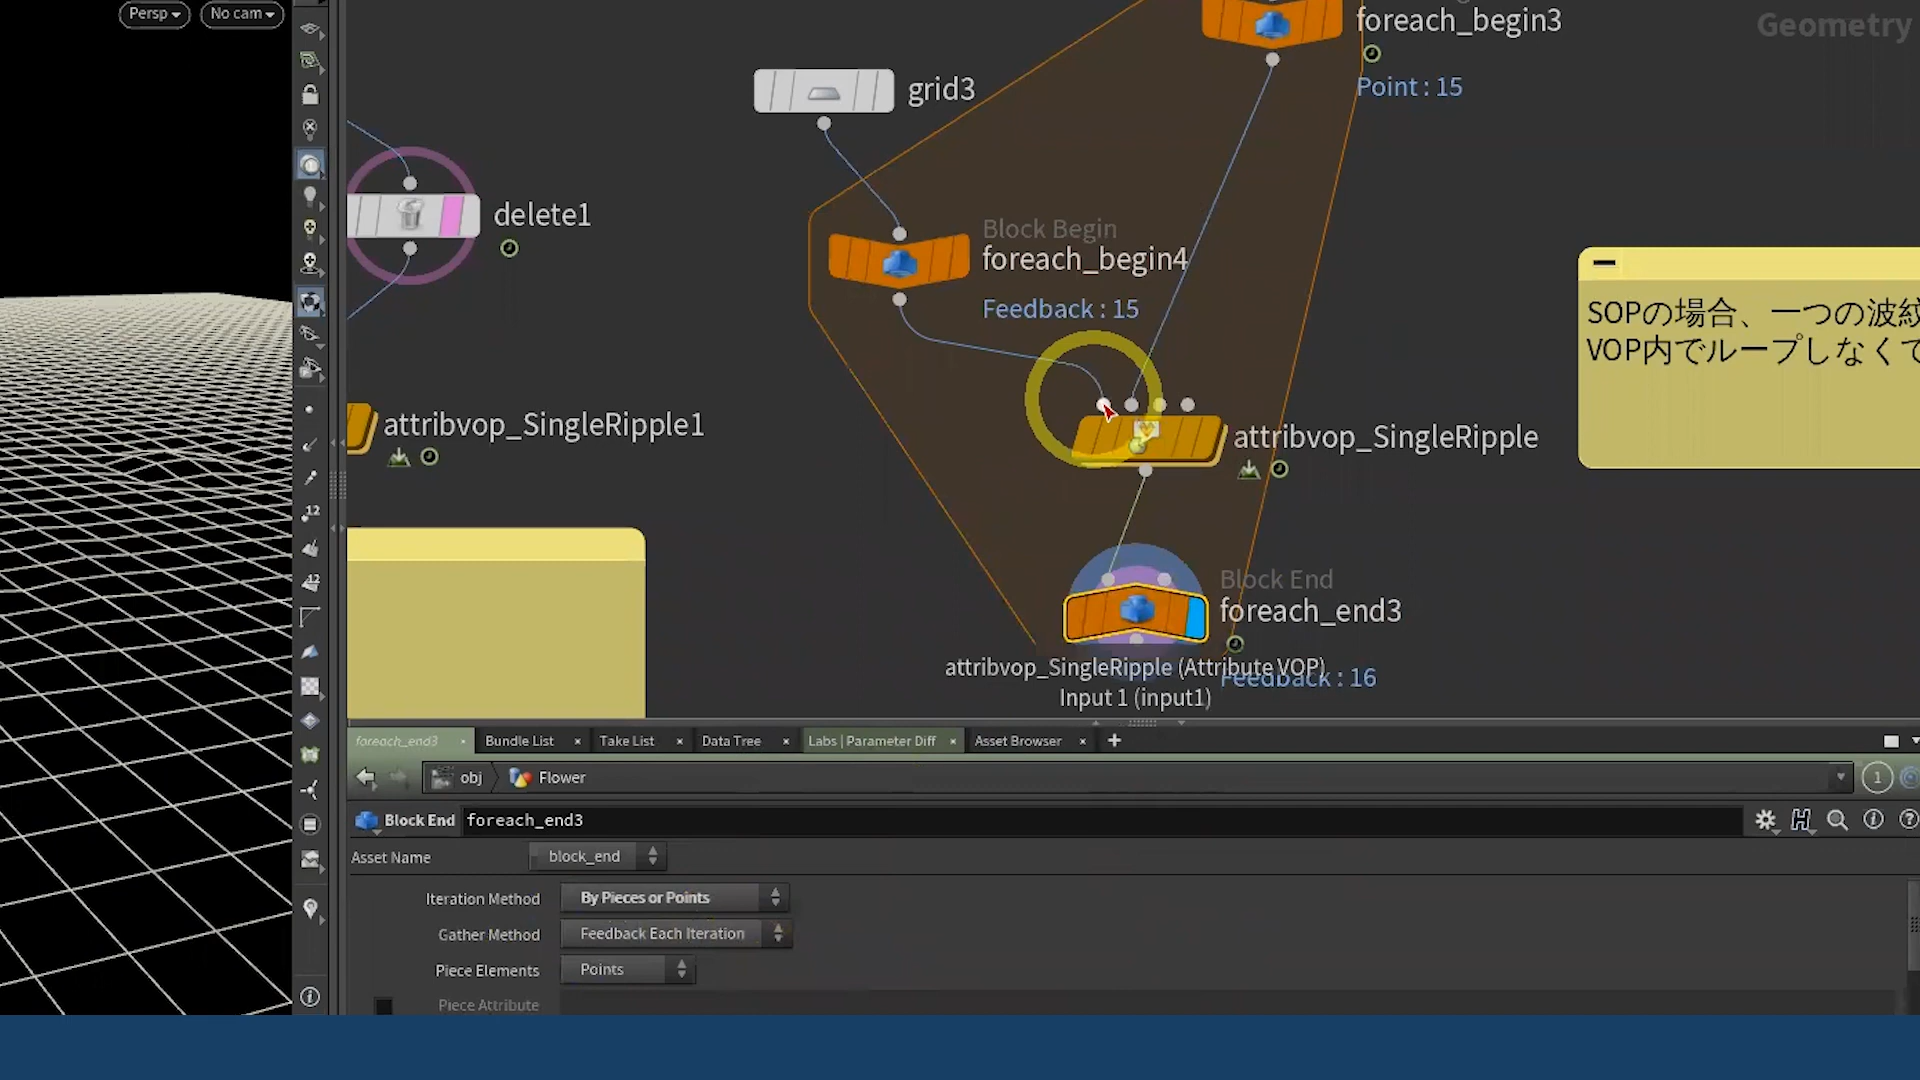 Persp
No cam
Geometry
foreach_begin3
Point : 15
grid3
delete1
Block Begin
foreach_begin4
Feedback : 15
SOPの場合、一つの波紋
VOP内でループしなくて
attribvop_SingleRipple1
attribvop_SingleRipple
Block End
foreach_end3
attribvop_SingleRipple (Attribute VOP)
Feedback : 16
Input 1 (input1)
12
12
foreach_end3
Bundle List
Take List
Data Tree
Labs | Parameter Diff
Asset Browser
obj
Flower
1
Block End
foreach_end3
Asset Name
block_end
Iteration Method
By Pieces or Points
Gather Method
Feedback Each Iteration
Piece Elements
Points
Piece Attribute